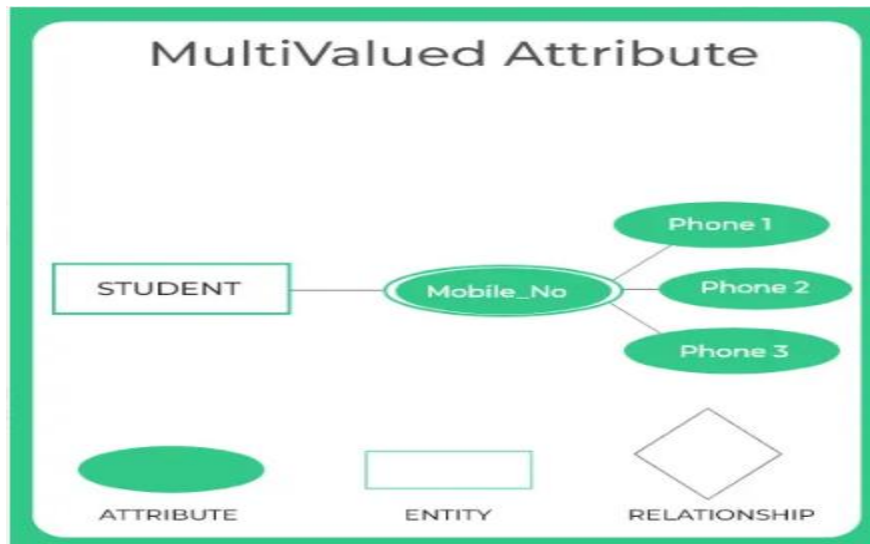 MultiValued Attribute
Phone 1
STUDENT
Mobile_No
Phone 2
Phone 3
ATTRIBUTE
ENTITY
RELATIONSHIP